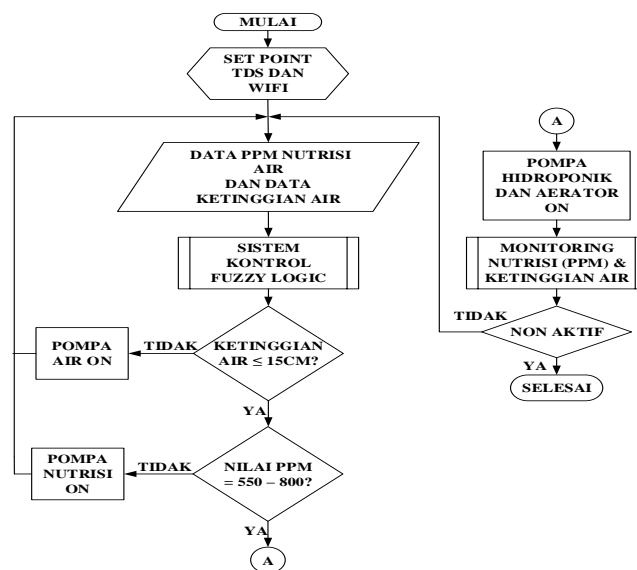 MULAI
SET POINT
TDS DAN
WIFI
DATA PPM NUTRISI
AIR
DAN DATA
KETINGGIAN AIR
SISTEM
KONTROL
FUZZY LOGIC
KETINGGIAN
AIR ≤ 15CM?
TIDAK
POMPA
AIR ON
YA
NILAI PPM
= 550 – 800?
TIDAK
POMPA
NUTRISI
ON
YA
A
A
POMPA
HIDROPONIK
DAN AERATOR
ON
MONITORING
NUTRISI (PPM) &
KETINGGIAN AIR
TIDAK
NON AKTIF
YA
SELESAI